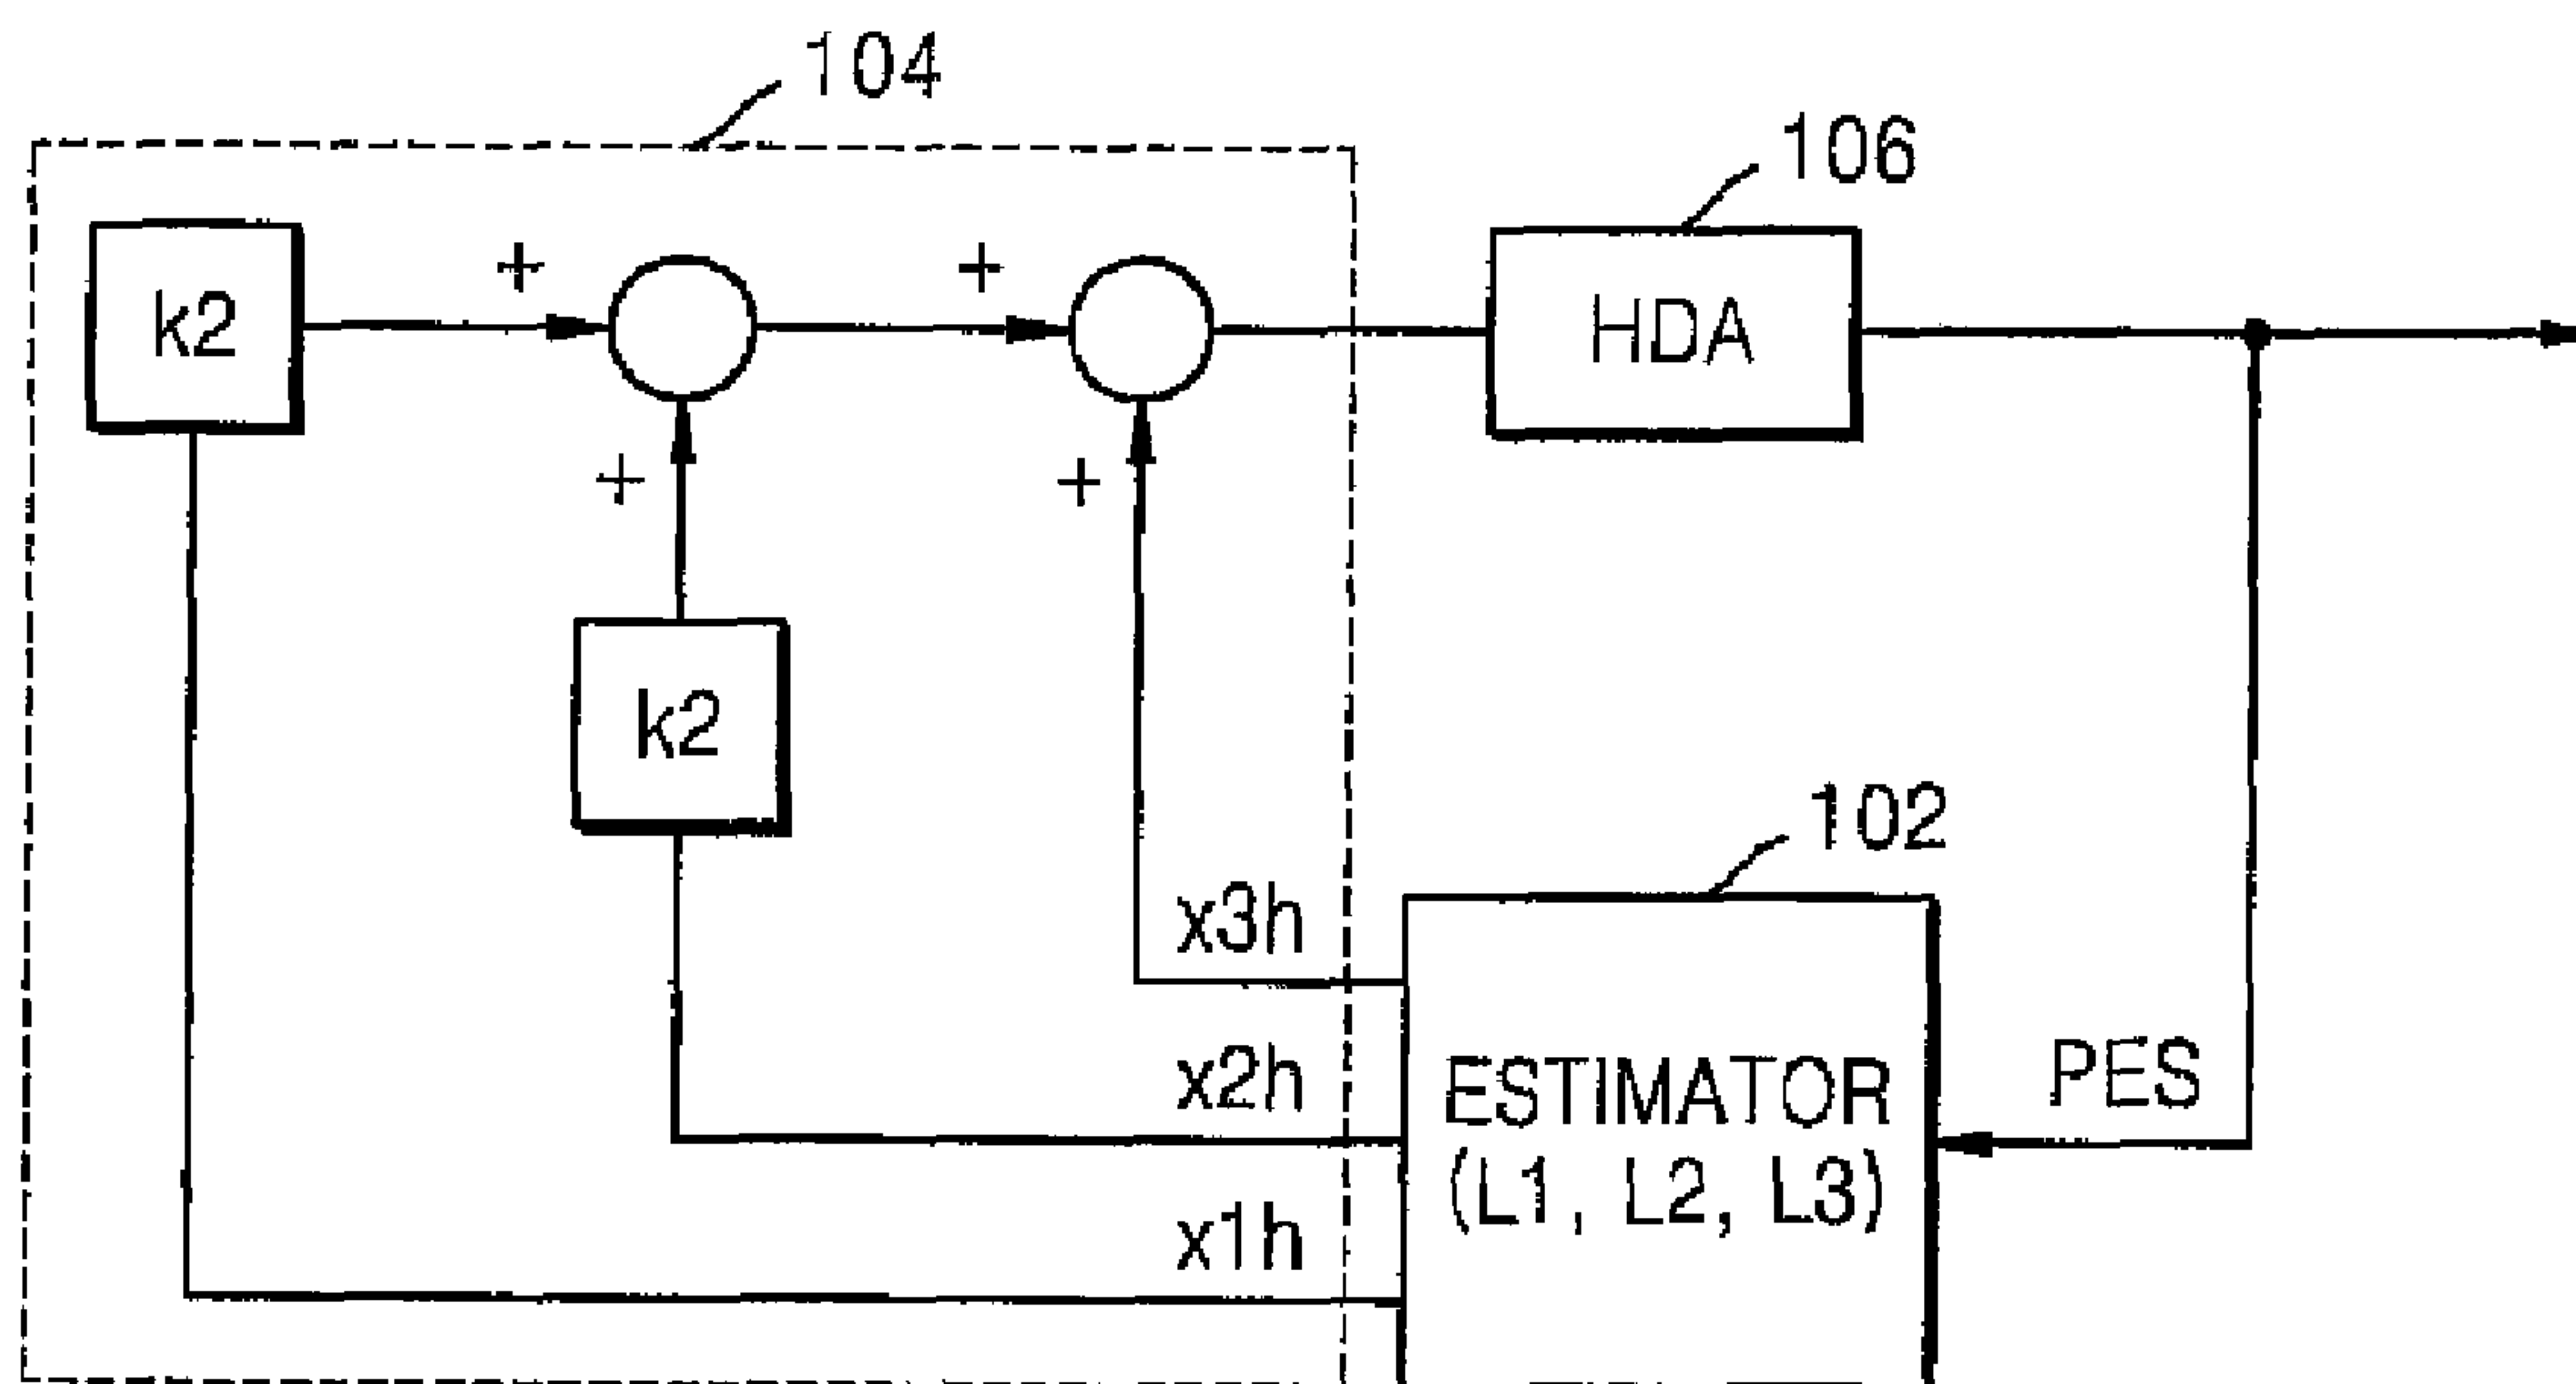 104
106
+
+
k2
HDA
+
+
k2
102
x3h
x2h
ESTIMATOR
PES
(L1, L2, L3)
x1h